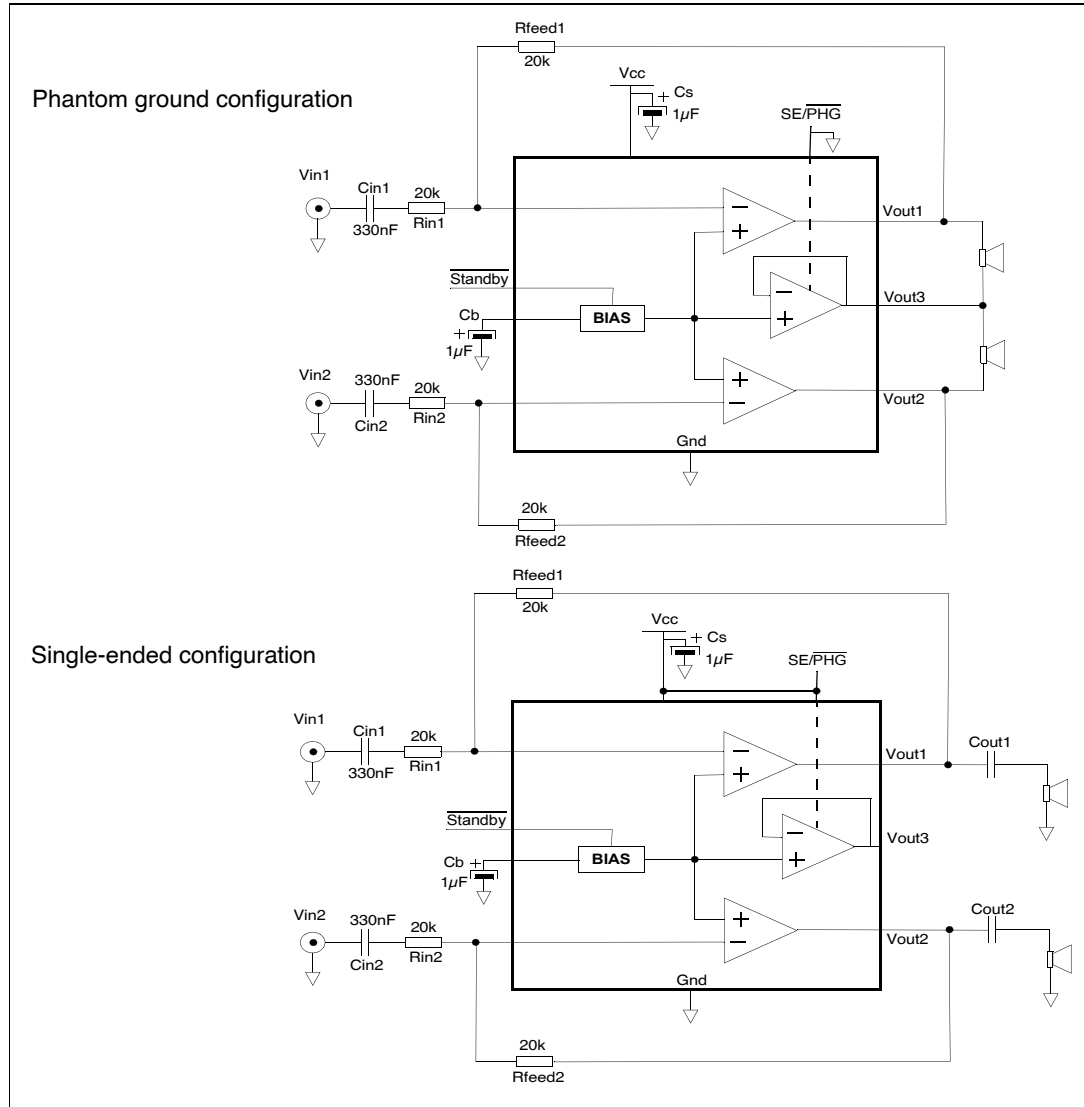 Phantom ground configuration
Rfeed1
20k
Vcc
+ Cs
1µF
SE/PHG
Vin1
Cin1
330nF
20k
Rin1
−
+
Vout1
Standby
Cb
+
1µF
BIAS
−
+
Vout3
Vin2
330nF
Cin2
20k
Rin2
+
−
Vout2
Gnd
20k
Rfeed2
Single-ended configuration
Rfeed1
20k
Vcc
+ Cs
1µF
SE/PHG
Vin1
Cin1
330nF
20k
Rin1
−
+
Vout1
Cout1
Standby
Cb +
1µF
BIAS
−
+
Vout3
Vin2
330nF
Cin2
20k
Rin2
+
−
Vout2
Cout2
Gnd
20k
Rfeed2